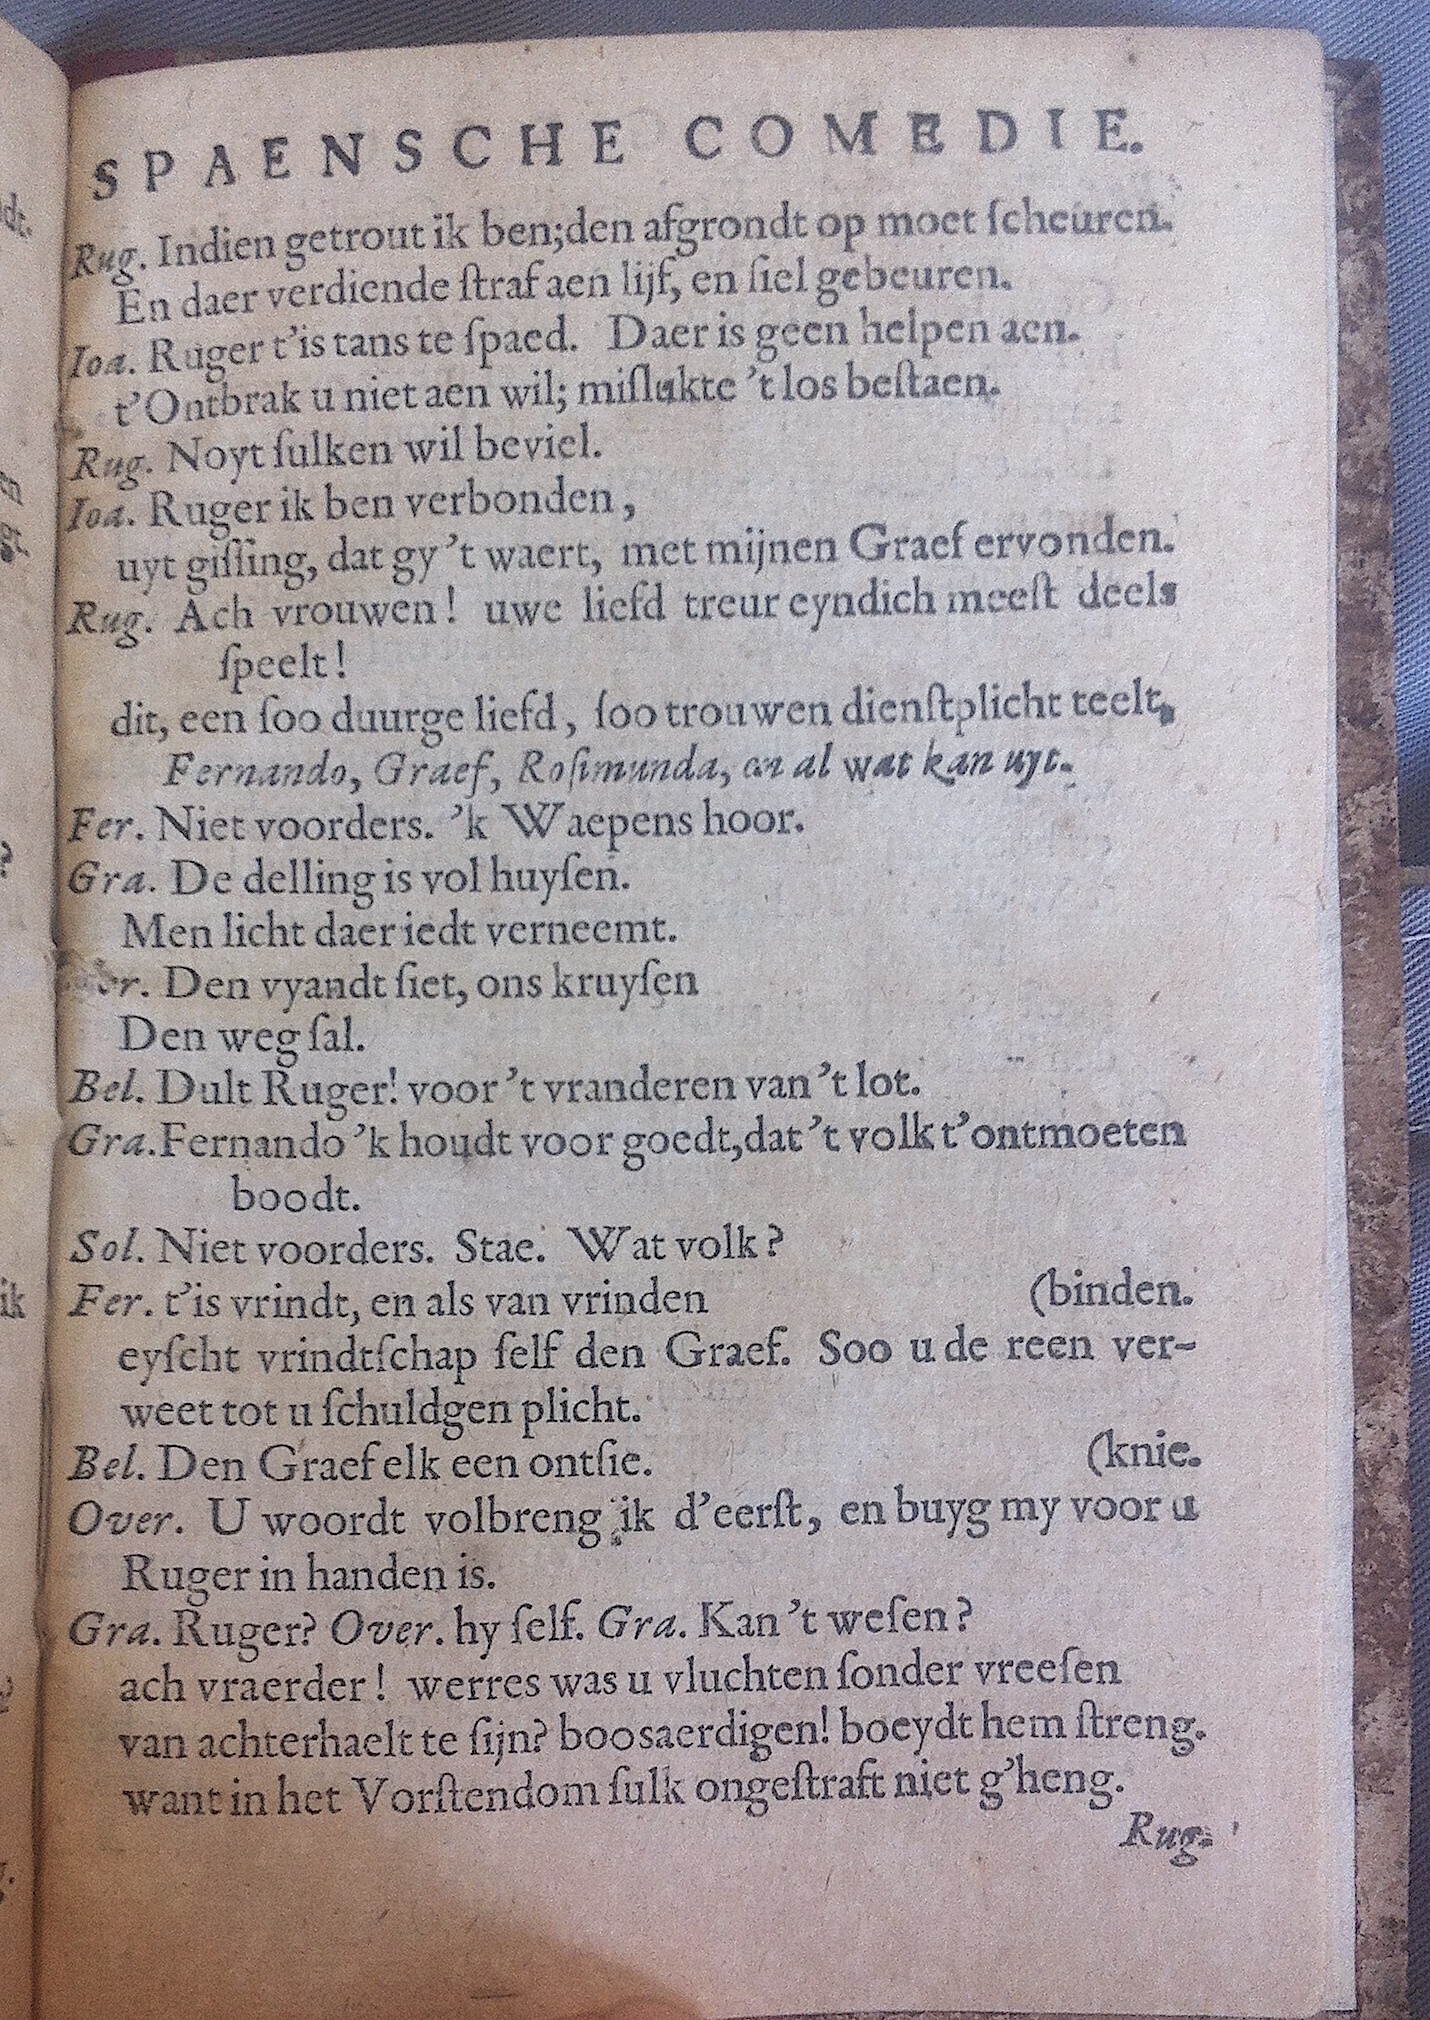 SPAENSCHE COMEDIE.
Rug. Indien getrout ik ben;den afgrondt op moet ſcheuren.
En daer verdiende ſtraf aen lijf, en ſiel gebeuren.
Ioa. Ruger t'is tans te ſpaed. Daer is geen helpen aen.
t'Ontbrak u niet aen wil; miſlukte 't los beſtaen.
Rug. Noyt ſulken wil beviel.
Ioa. Ruger ik ben verbonden,
uyt giſſing, dat gy 't waert, met mijnen Graef ervonden.
Rug. Ach vrouwen! uwe liefd treur eyndich meeſt deels
ſpeelt!
dit, een ſoo duurge liefd, ſoo trouwen dienſtplicht teelt,
Fernando, Graef, Roſimunda, en al wat kan uyt.
Fer. Niet voorders. 'k Waepens hoor.
Gra. De delling is vol huyſen.
Men licht daer iedt verneemt.
er. Den vyandt ſiet, ons kruyſen
Den weg ſal.
Bel. Dult Ruger! voor 't vranderen van 't lot.
Gra.Fernando 'k houdt voor goedt,dat 't volk t'ontmoeten
boodt.
Sol. Niet voorders. Stae. Wat volk?
Fer. t'is vrindt, en als van vrinden (binden.
eyſcht vrindtſchap ſelf den Graef. Soo u de reen ver-
weet tot u ſchuldgen plicht.
Bel. Den Graef elk een ontſie. (knie.
Over. U woordt volbreng ik d'eerſt, en buyg my voor u
Ruger in handen is.
Gra. Ruger? Over. hy ſelf. Gra. Kan 't weſen?
ach vraerder! werres was u vluchten ſonder vreeſen
van achterhaelt te ſijn? boosaerdigen! boeydt hem ſtreng.
want in het Vorſtendom ſulk ongeſtraft niet g'heng.
Rug.